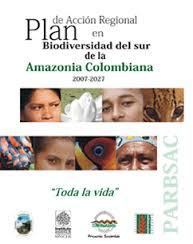 Plan de Acción Regional
en
Biodiversidad del sur
de la
Amazonia Colombiana
2007-2027
PARBSAC
"Toda la vida"